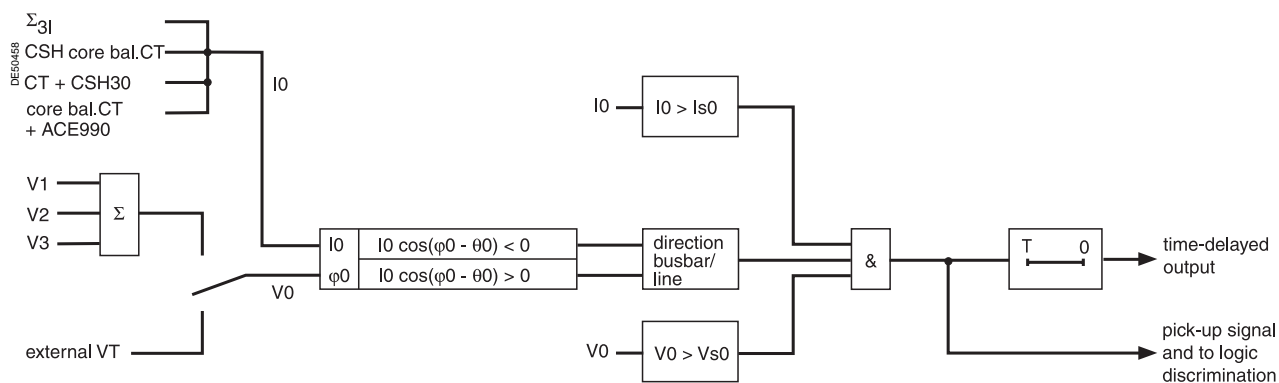 DE50458
Σ3I
CSH core bal.CT
CT + CSH30
core bal.CT
+ ACE990
I0
V1
V2
V3
Σ
external VT
V0
I0
φ0
I0 cos(φ0 - θ0) < 0
I0 cos(φ0 - θ0) > 0
I0
I0 > Is0
direction
busbar/
line
V0
V0 > Vs0
&
T 0
time-delayed
output
pick-up signal
and to logic
discrimination